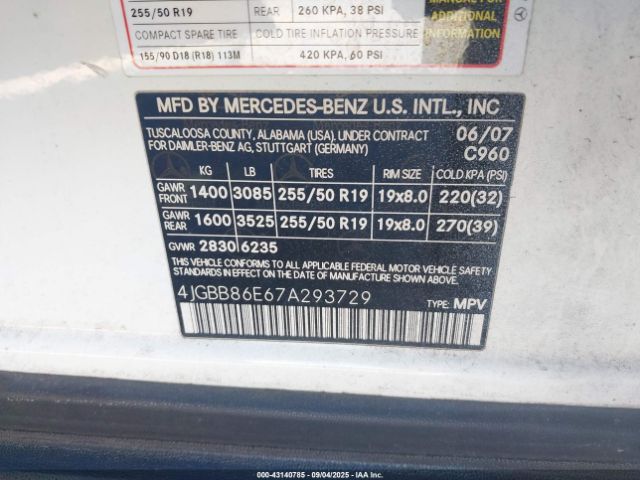 MANUAL FOR
255/50 R19 REAR 260 KPA, 38 PSI ADDITIONAL
COMPACT SPARE TIRE COLD TIRE INFLATION PRESSURE INFORMATION
155/90 D18 (R18) 113M 420 KPA, 60 PSI
MFD BY MERCEDES-BENZ U.S. INTL., INC
TUSCALOOSA COUNTY, ALABAMA (USA). UNDER CONTRACT 06/07
FOR DAIMLER-BENZ AG, STUTTGART (GERMANY) C960
KG LB TIRES RIM SIZE COLD KPA (PSI)
GAWR FRONT 1400 3085 255/50 R19 19x8.0 220(32)
GAWR REAR 1600 3525 255/50 R19 19x8.0 270(39)
GVWR 2830 6235
THIS VEHICLE CONFORMS TO ALL APPLICABLE FEDERAL MOTOR VEHICLE SAFETY
STANDARDS IN EFFECT ON THE DATE OF MANUFACTURE SHOWN ABOVE.
4JGBB86E67A293729 TYPE: MPV
000-43140785 - 09/04/2025 - IAAI.COM